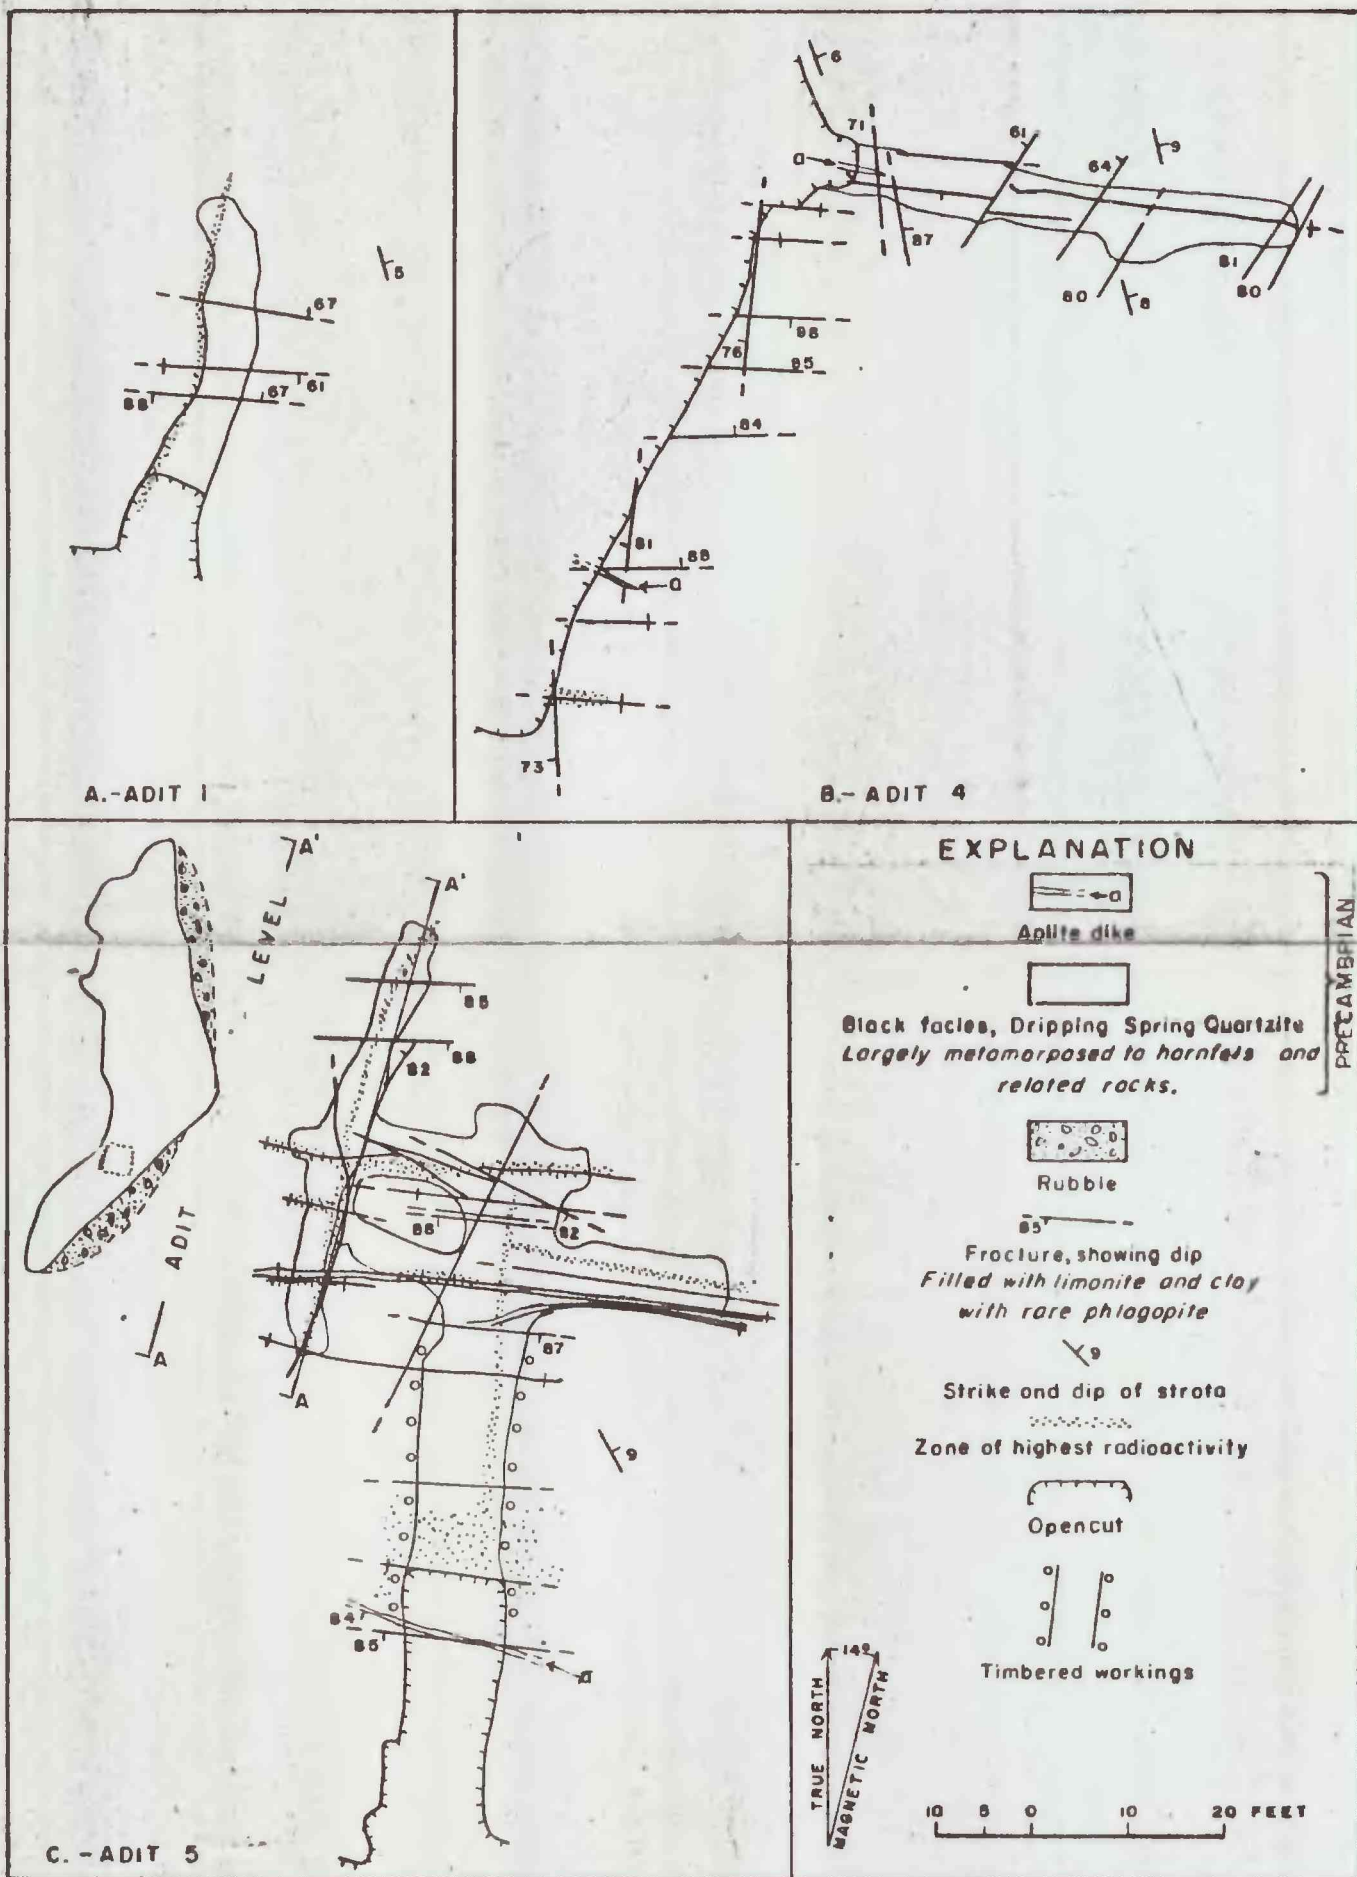 6
71
a
61
64
9
87
80
8
81
80
98
76
85
84
81
88
a
73
B.- ADIT 4
5
67
61
67
88
A.-ADIT 1
A'
LEVEL
ADIT
A
A'
85
88
82
86
82
87
A
9
84
85
a
C. - ADIT 5
EXPLANATION
a
Aplite dike
Black facies, Dripping Spring Quartzite
Largely metamorposed to hornfels and
related rocks.
PRECAMBRIAN
Rubble
85
Fracture, showing dip
Filled with limonite and clay
with rare phlogopite
9
Strike and dip of strata
Zone of highest radioactivity
Opencut
Timbered workings
14°
TRUE NORTH
MAGNETIC NORTH
10 5 0 10 20 FEET